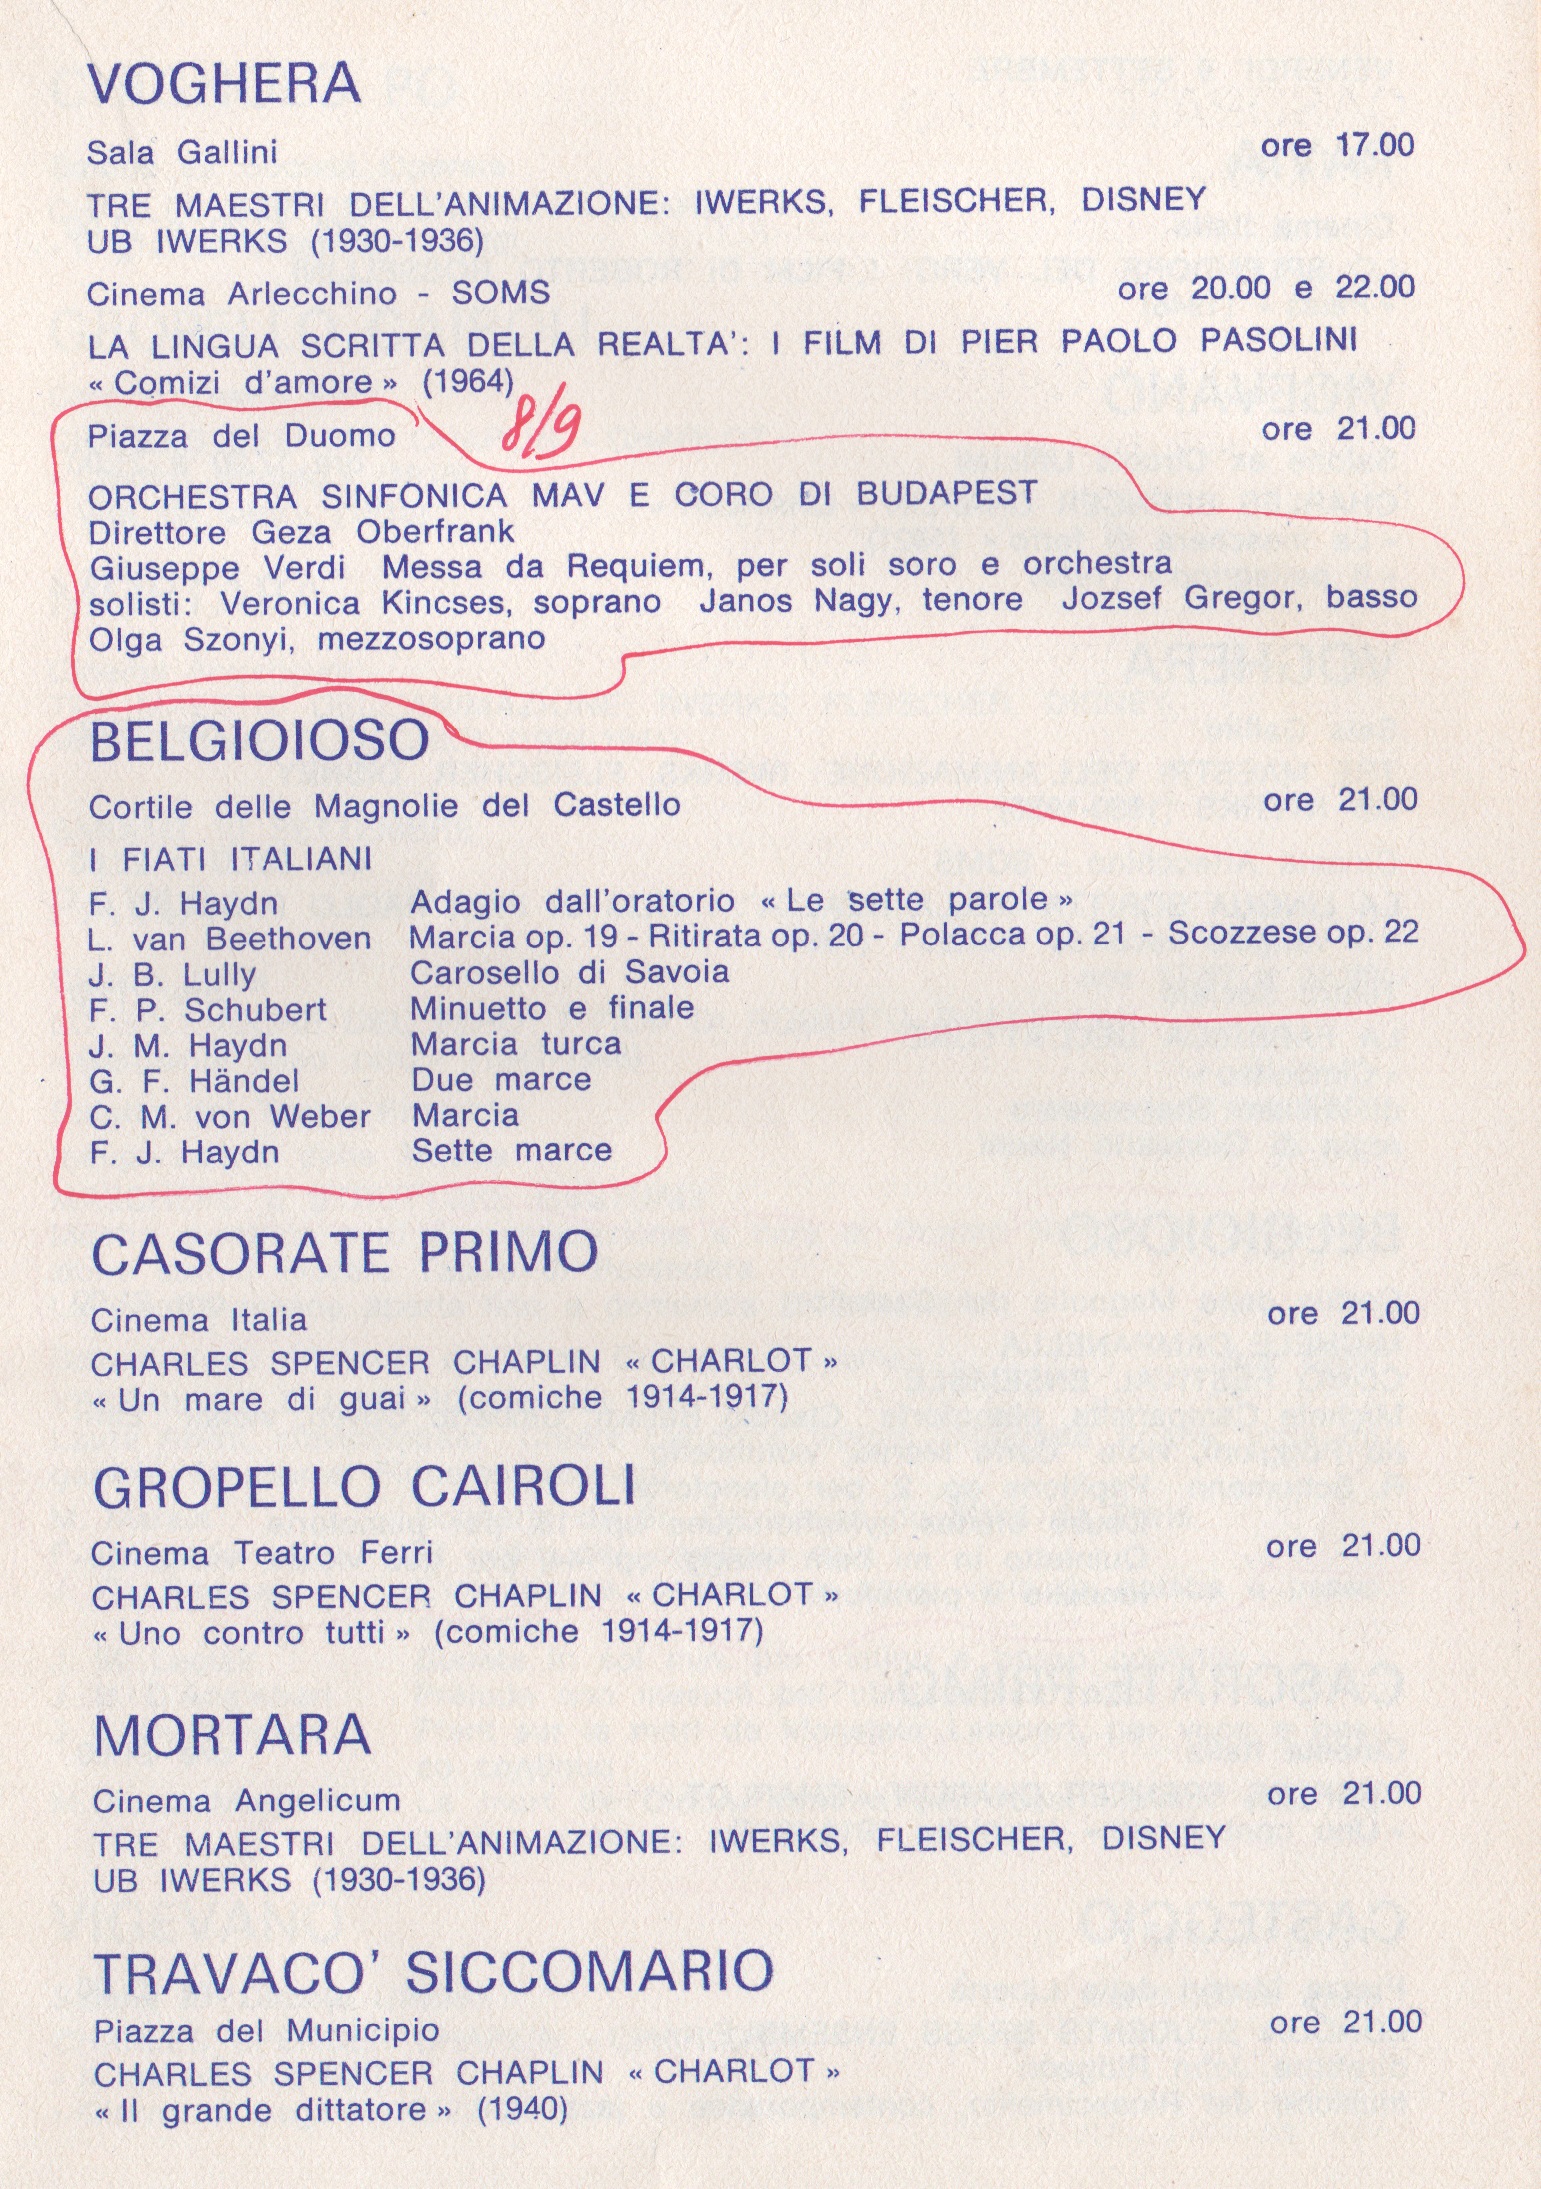 VOGHERA
Sala Gallini ore 17.00
TRE MAESTRI DELL'ANIMAZIONE: IWERKS, FLEISCHER, DISNEY
UB IWERKS (1930-1936)
Cinema Arlecchino - SOMS ore 20.00 e 22.00
LA LINGUA SCRITTA DELLA REALTA': I FILM DI PIER PAOLO PASOLINI
« Comizi d'amore » (1964)
8/9
Piazza del Duomo ore 21.00
ORCHESTRA SINFONICA MAV E CORO DI BUDAPEST
Direttore Geza Oberfrank
Giuseppe Verdi Messa da Requiem, per soli soro e orchestra
solisti: Veronica Kincses, soprano Janos Nagy, tenore Jozsef Gregor, basso
Olga Szonyi, mezzosoprano
BELGIOIOSO
Cortile delle Magnolie del Castello ore 21.00
I FIATI ITALIANI
F. J. Haydn Adagio dall'oratorio « Le sette parole »
L. van Beethoven Marcia op. 19 - Ritirata op. 20 - Polacca op. 21 - Scozzese op. 22
J. B. Lully Carosello di Savoia
F. P. Schubert Minuetto e finale
J. M. Haydn Marcia turca
G. F. Händel Due marce
C. M. von Weber Marcia
F. J. Haydn Sette marce
CASORATE PRIMO
Cinema Italia ore 21.00
CHARLES SPENCER CHAPLIN « CHARLOT »
« Un mare di guai » (comiche 1914-1917)
GROPELLO CAIROLI
Cinema Teatro Ferri ore 21.00
CHARLES SPENCER CHAPLIN « CHARLOT »
« Uno contro tutti » (comiche 1914-1917)
MORTARA
Cinema Angelicum ore 21.00
TRE MAESTRI DELL'ANIMAZIONE: IWERKS, FLEISCHER, DISNEY
UB IWERKS (1930-1936)
TRAVACO' SICCOMARIO
Piazza del Municipio ore 21.00
CHARLES SPENCER CHAPLIN « CHARLOT »
« Il grande dittatore » (1940)